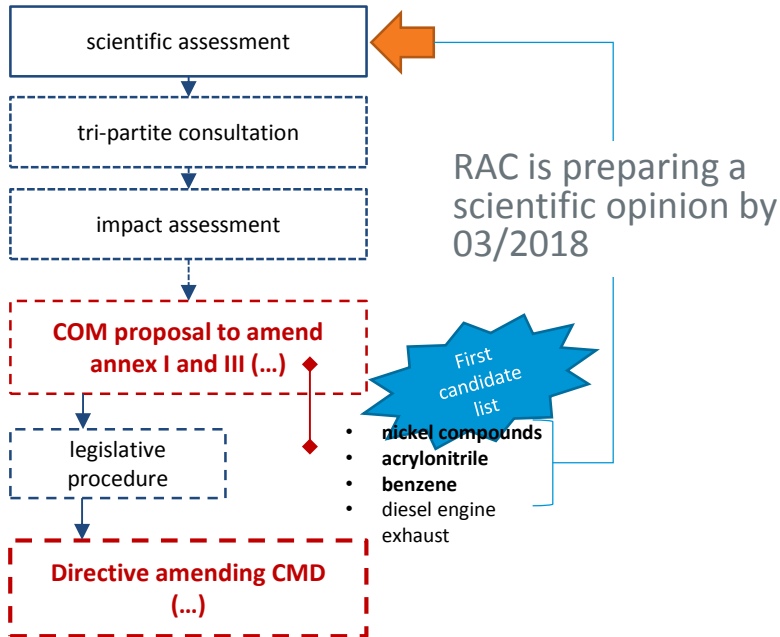 scientific assessment
tri-partite consultation
impact assessment
RAC is preparing a
scientific opinion by
03/2018
COM proposal to amend
annex I and III (...)
First
candidate
list
legislative
procedure
• nickel compounds
• acrylonitrile
• benzene
• diesel engine
exhaust
Directive amending CMD
(...)